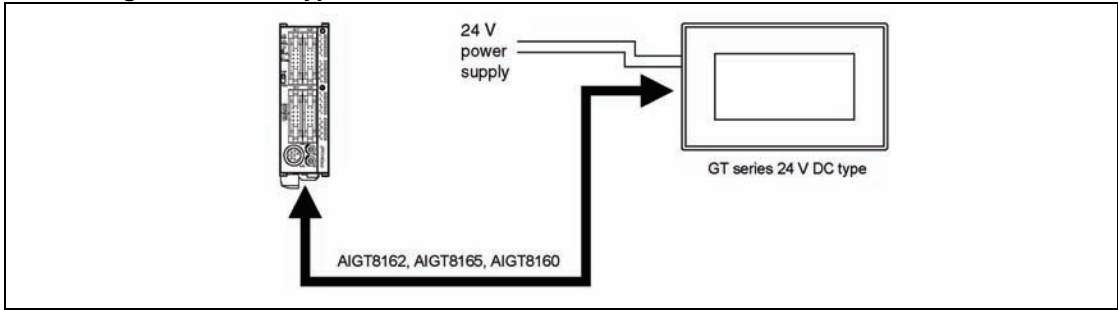 24 V
power
supply
GT series 24 V DC type
AIGT8162, AIGT8165, AIGT8160